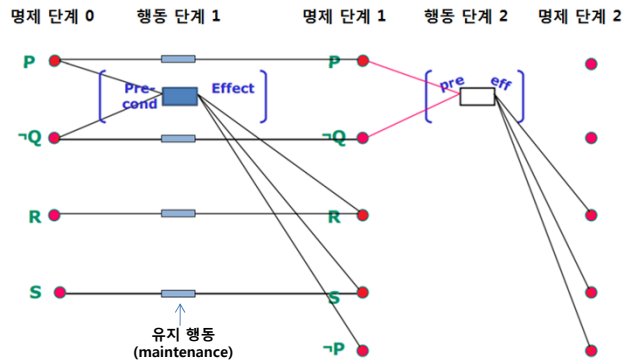 명제 단계 0 행동 단계 1 명제 단계 1 행동 단계 2 명제 단계 2
P P
Pre-
cond Effect pre eff
¬Q ¬Q
R R
S S
유지 행동
(maintenance)
¬P